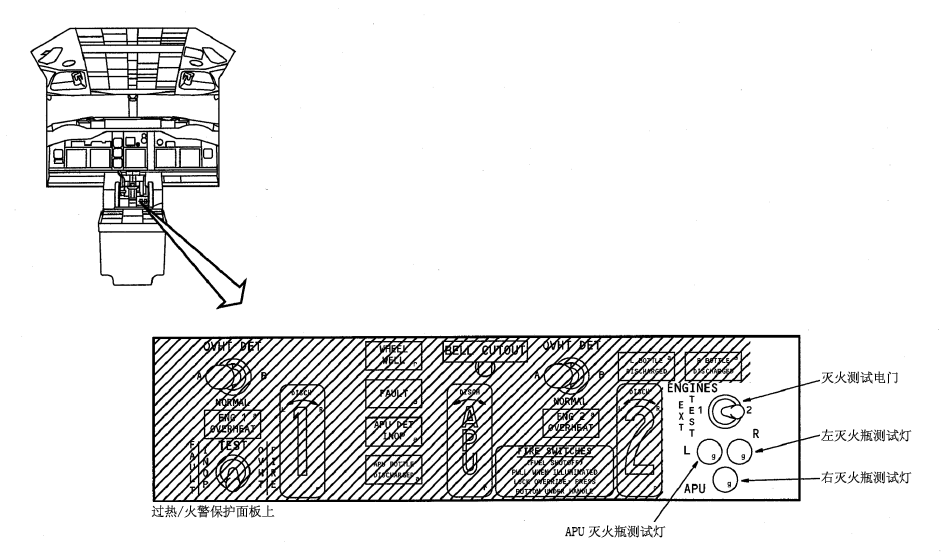 OVHT DET
A
B
NORMAL
ENG 1
OVERHEAT
TEST
FAULT
INOP
OVHT
FIRE
DISCH
L
R
1
WHEEL
WELL
FAULT
APU DET
INOP
APU BOTTLE
DISCHARGED
BELL CUTOUT
DISCH
APU
OVHT DET
A
B
NORMAL
ENG 2
OVERHEAT
FIRE SWITCHES
(FUEL SHUTOFF)
PULL WHEN ILLUMINATED
LOCK OVERRIDE: PRESS
BOTTOM UNDER HANDLE
L BOTTLE
DISCHARGED
R BOTTLE
DISCHARGED
DISCH
L
R
2
ENGINES
EXT
TEST
1
2
L
R
g
g
g
APU
灭火测试电门
左灭火瓶测试灯
右灭火瓶测试灯
APU 灭火瓶测试灯
过热/火警保护面板上